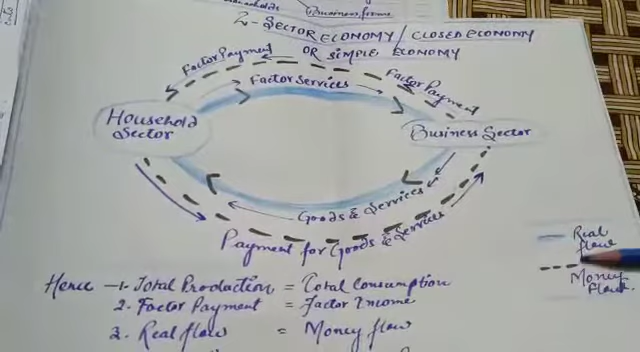 Business firms
2-SECTOR ECONOMY/CLOSED ECONOMY
OR SIMPLE ECONOMY
Factor Payment
Factor Services
Factor Payment
Household
Sector
Business Sector
Goods & Services
Payment for Goods & Services
Real
flow
Money
flow
Hence - 1. Total Production = Total Consumption
2. Factor Payment = Factor Income
3. Real flow = Money flow